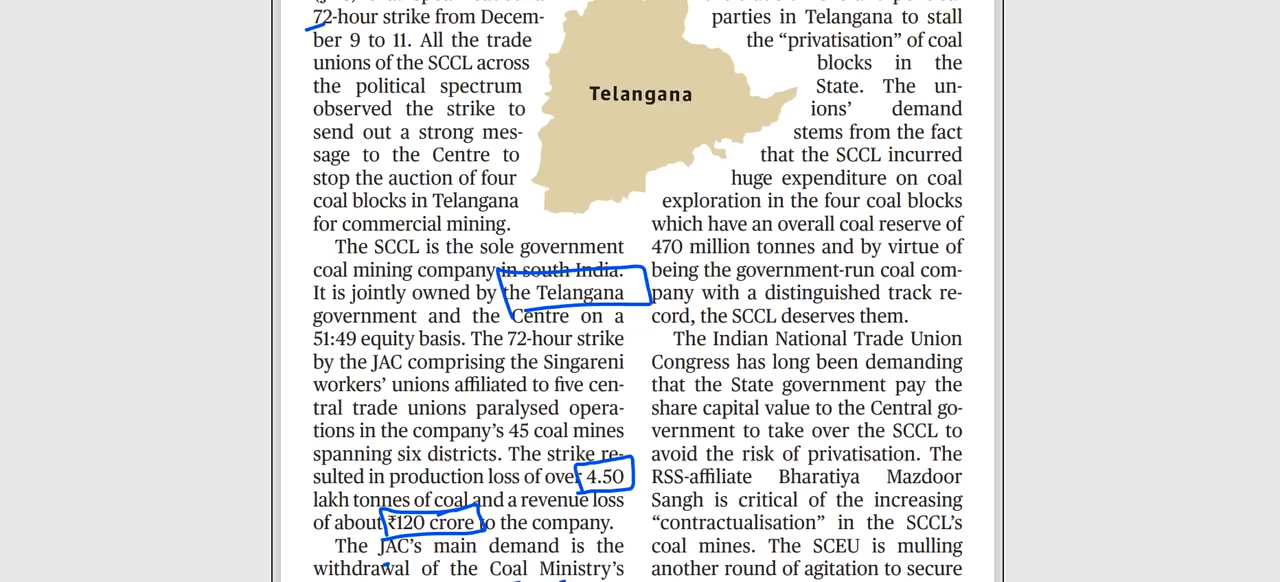 72-hour strike from Decem-
ber 9 to 11. All the trade
unions of the SCCL across
the political spectrum
observed the strike to
send out a strong mes-
sage to the Centre to
stop the auction of four
coal blocks in Telangana
for commercial mining.
The SCCL is the sole government
coal mining company in south India.
It is jointly owned by the Telangana
government and the Centre on a
51:49 equity basis. The 72-hour strike
by the JAC comprising the Singareni
workers’ unions affiliated to five cen-
tral trade unions paralysed opera-
tions in the company’s 45 coal mines
spanning six districts. The strike re-
sulted in production loss of over 4.50
lakh tonnes of coal and a revenue loss
of about ₹120 crore to the company.
The JAC’s main demand is the
withdrawal of the Coal Ministry’s
Telangana
parties in Telangana to stall
the “privatisation” of coal
blocks in the
State. The un-
ions’ demand
stems from the fact
that the SCCL incurred
huge expenditure on coal
exploration in the four coal blocks
which have an overall coal reserve of
470 million tonnes and by virtue of
being the government-run coal com-
pany with a distinguished track re-
cord, the SCCL deserves them.
The Indian National Trade Union
Congress has long been demanding
that the State government pay the
share capital value to the Central go-
vernment to take over the SCCL to
avoid the risk of privatisation. The
RSS-affiliate Bharatiya Mazdoor
Sangh is critical of the increasing
“contractualisation” in the SCCL’s
coal mines. The SCEU is mulling
another round of agitation to secure